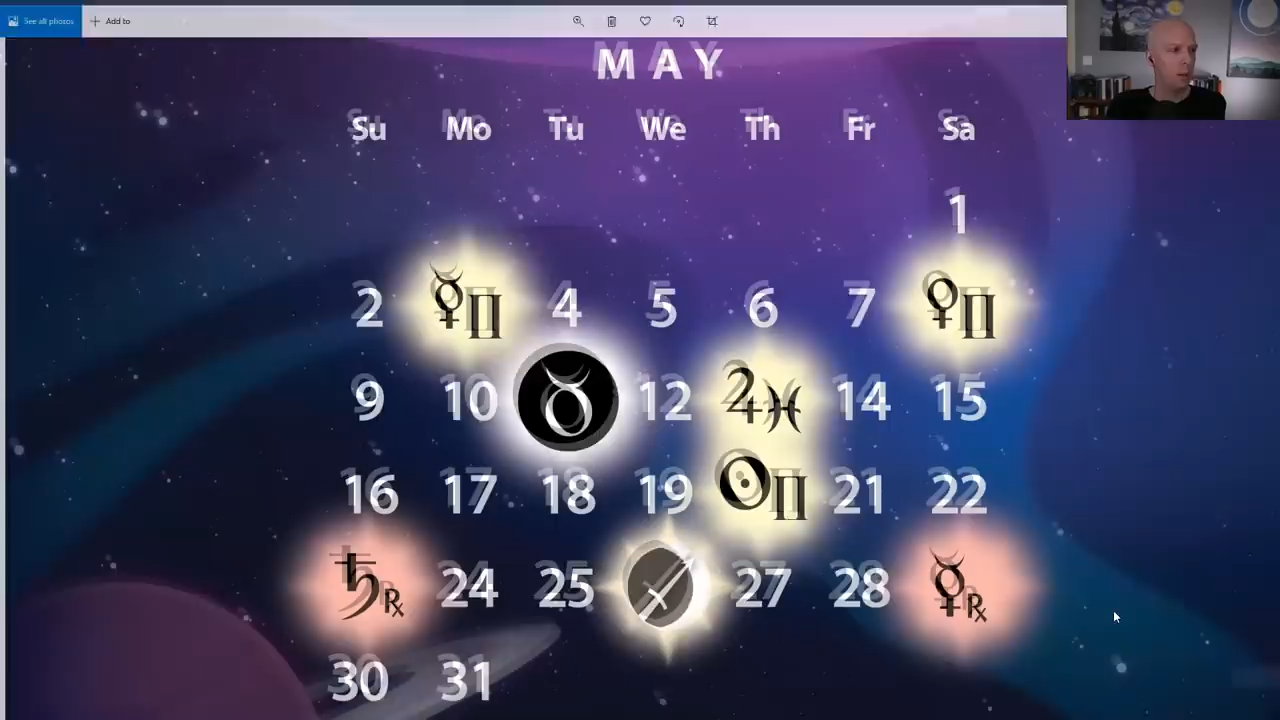 See all photos Add to
MAY
Su Mo Tu We Th Fr Sa
1
2 ☿♊ 4 5 6 7 ♀♊
9 10 ♉ 12 ♃♓ 14 15
16 17 18 19 ☉♊ 21 22
♄℞ 24 25 ♐ 27 28 ☿℞
30 31